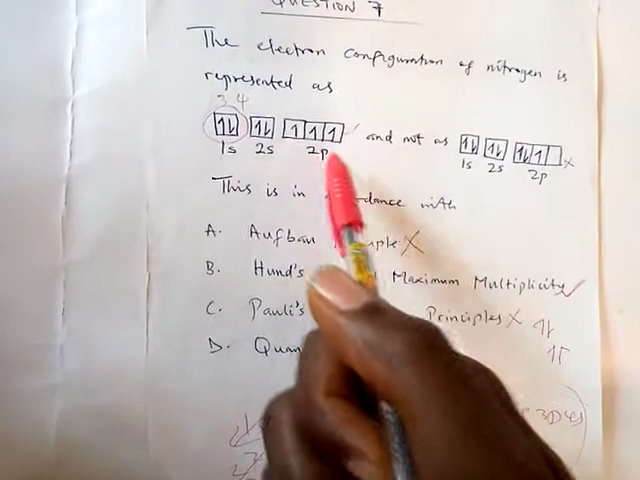 QUESTION 7
The electron configuration of nitrogen is
represented as
3 4
1s 2s 2p and not as 1s 2s 2p
This is in with
A. Aufbau
B. Hund's Maximum Multiplicity
C. Pauli's Principles
D.